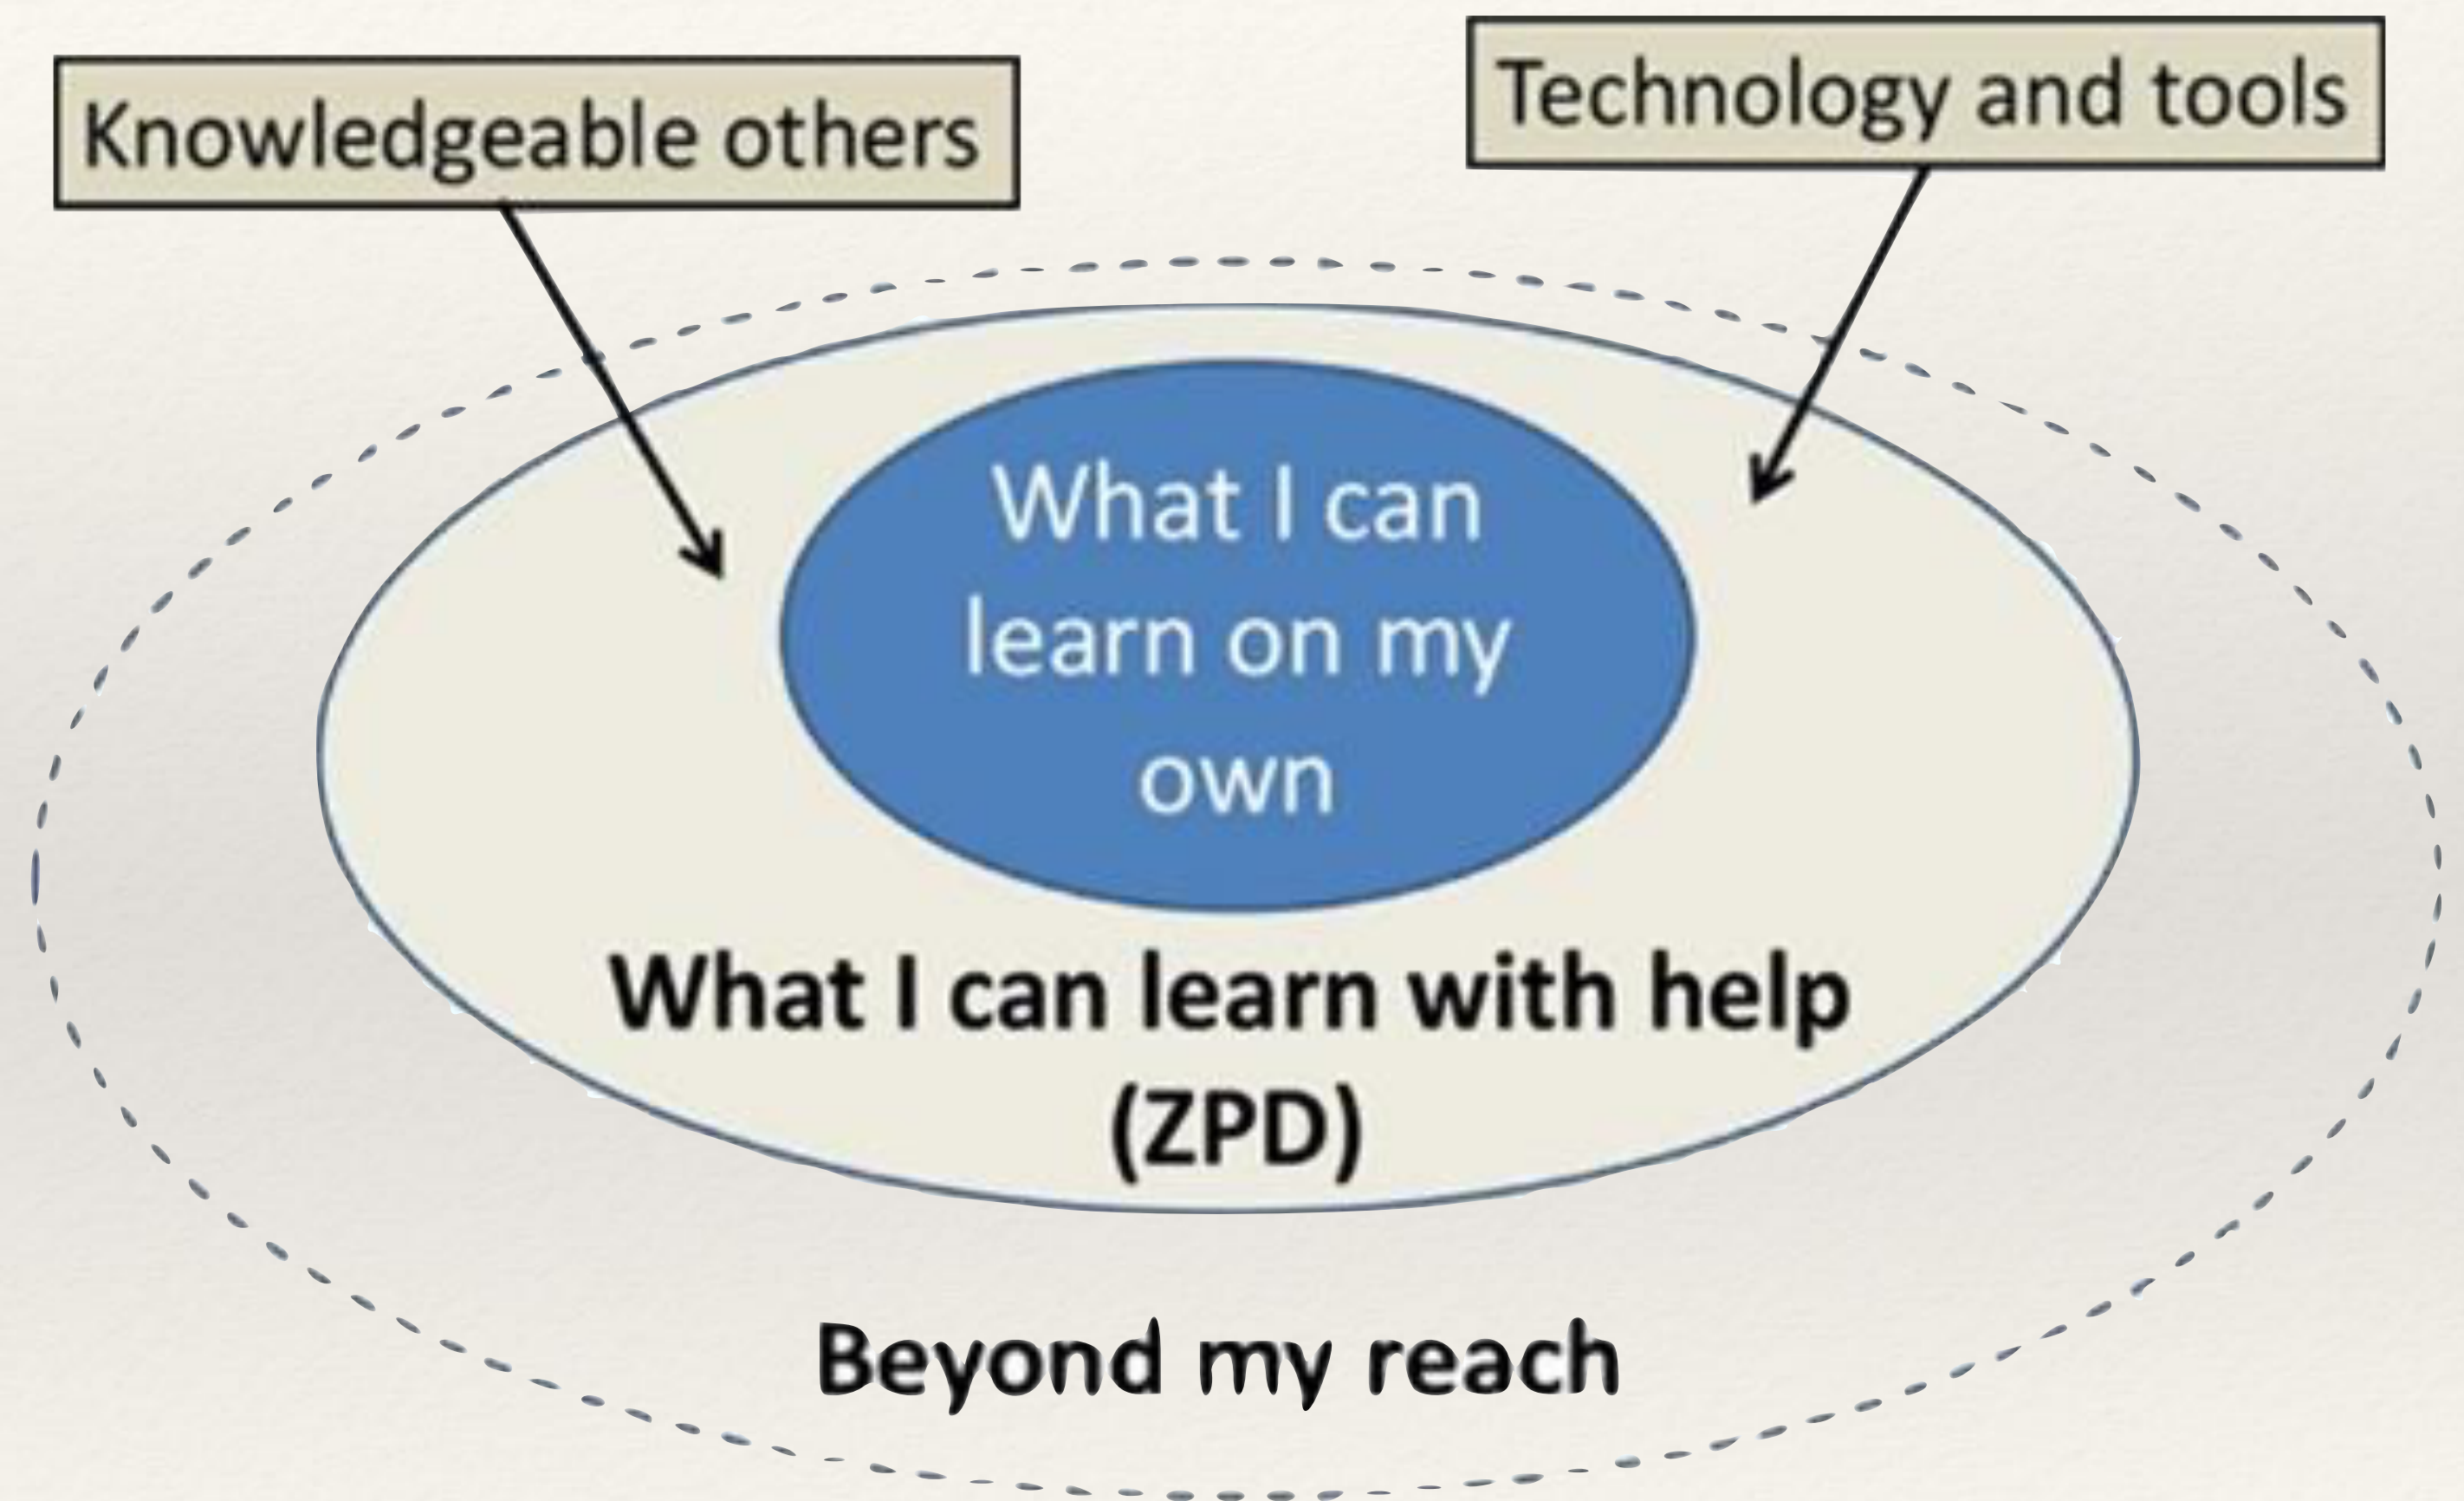 Knowledgeable others
Technology and tools
What I can
learn on my
own
What I can learn with help
(ZPD)
Beyond my reach